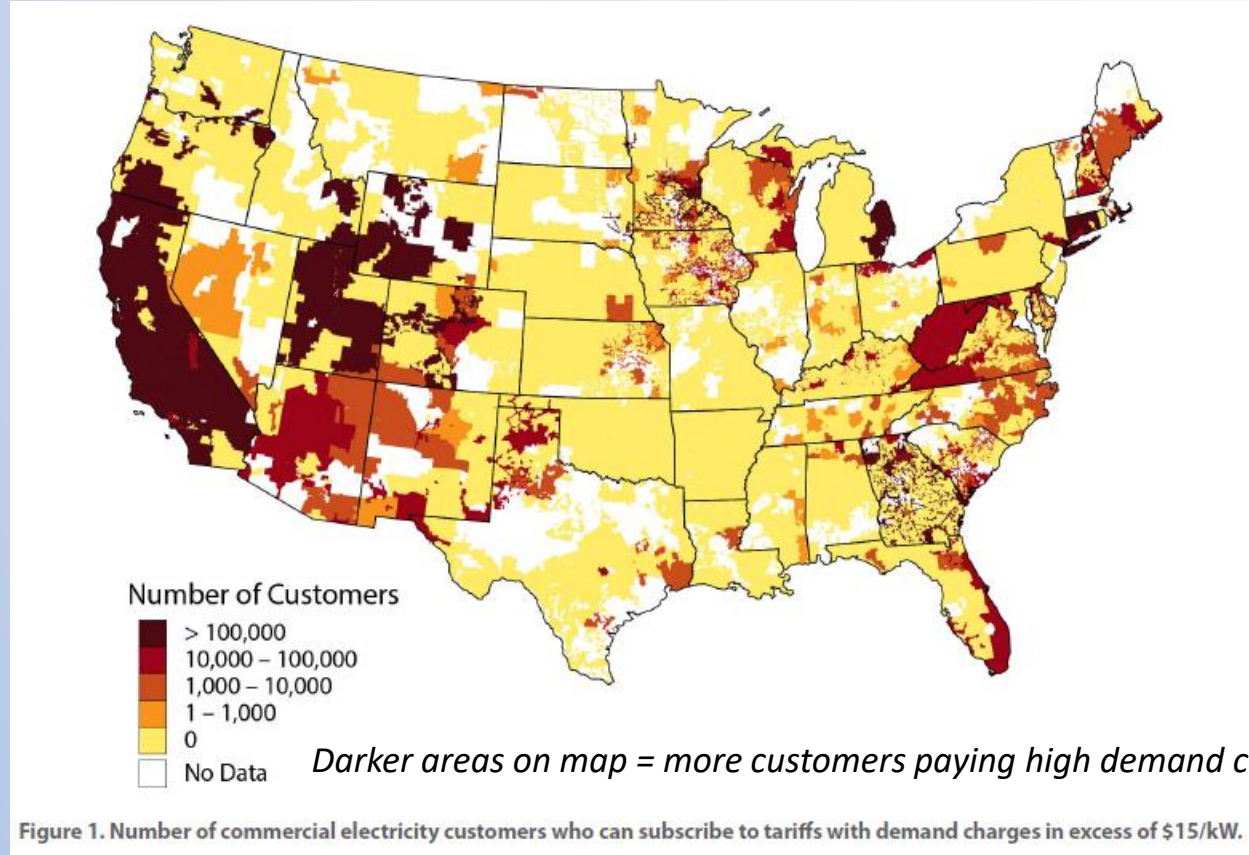 Number of Customers
> 100,000
10,000 – 100,000
1,000 – 10,000
1 – 1,000
0
No Data
Darker areas on map = more customers paying high demand c
Figure 1. Number of commercial electricity customers who can subscribe to tariffs with demand charges in excess of $15/kW.